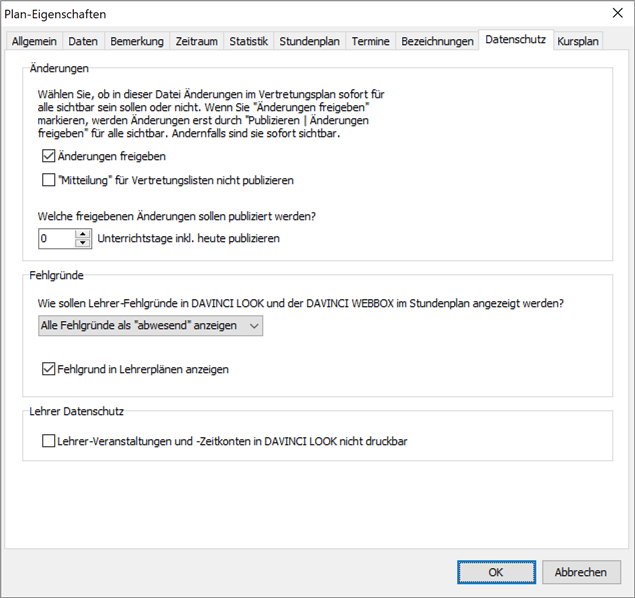 Plan-Eigenschaften
Allgemein Daten Bemerkung Zeitraum Statistik Stundenplan Termine Bezeichnungen Datenschutz Kursplan
Änderungen
Wählen Sie, ob in dieser Datei Änderungen im Vertretungsplan sofort für
alle sichtbar sein sollen oder nicht. Wenn Sie "Änderungen freigeben"
markieren, werden Änderungen erst durch "Publizieren | Änderungen
freigeben" für alle sichtbar. Andernfalls sind sie sofort sichtbar.
Änderungen freigeben
"Mitteilung" für Vertretungslisten nicht publizieren
Welche freigebenen Änderungen sollen publiziert werden?
0 Unterrichtstage inkl. heute publizieren
Fehlgründe
Wie sollen Lehrer-Fehlgründe in DAVINCI LOOK und der DAVINCI WEBBOX im Stundenplan angezeigt werden?
Alle Fehlgründe als "abwesend" anzeigen
Fehlgrund in Lehrerplänen anzeigen
Lehrer Datenschutz
Lehrer-Veranstaltungen und -Zeitkonten in DAVINCI LOOK nicht druckbar
OK Abbrechen